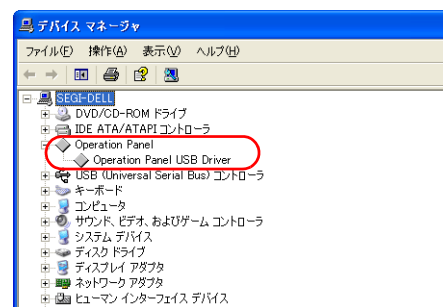 デバイス マネージャ
ファイル(F) 操作(A) 表示(V) ヘルプ(H)
SEGI-DELL
DVD/CD-ROM ドライブ
IDE ATA/ATAPI コントローラ
Operation Panel
Operation Panel USB Driver
USB (Universal Serial Bus) コントローラ
キーボード
コンピュータ
サウンド、ビデオ、およびゲーム コントローラ
システム デバイス
ディスク ドライブ
ディスプレイ アダプタ
ネットワーク アダプタ
ヒューマン インターフェイス デバイス